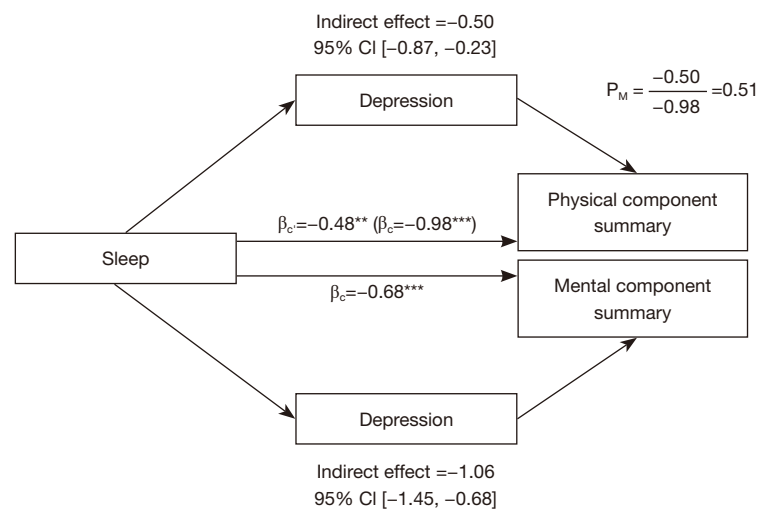 Indirect effect =−0.50
95% CI [−0.87, −0.23]
Depression
P_M = −0.50 / −0.98 =0.51
Physical component
summary
β_c'=−0.48** (β_c=−0.98***)
Sleep
β_c=−0.68***
Mental component
summary
Depression
Indirect effect =−1.06
95% CI [−1.45, −0.68]